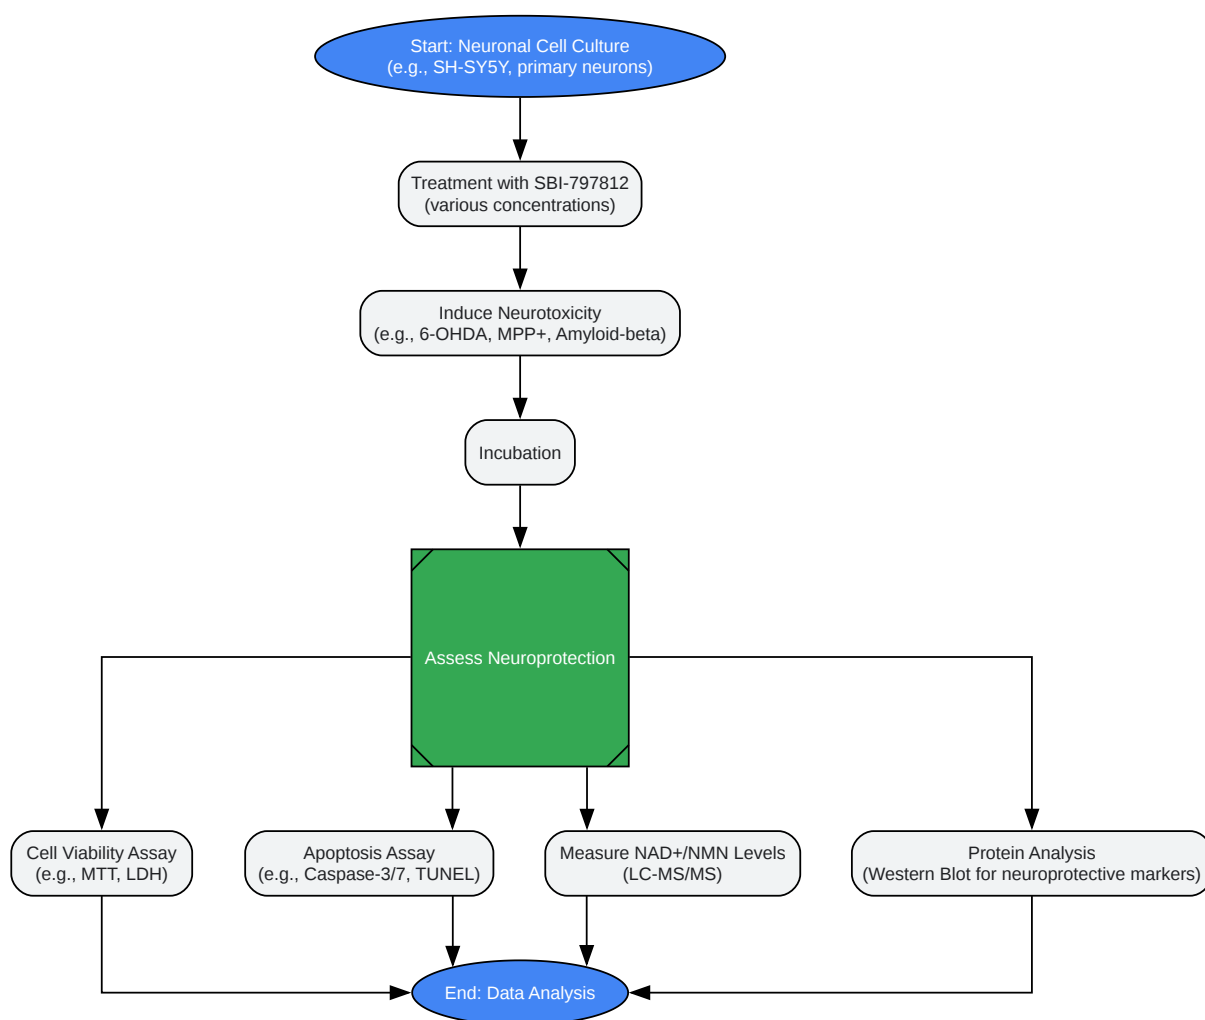 Start: Neuronal Cell Culture
(e.g., SH-SY5Y, primary neurons)
Treatment with SBI-797812
(various concentrations)
Induce Neurotoxicity
(e.g., 6-OHDA, MPP+, Amyloid-beta)
Incubation
Assess Neuroprotection
Cell Viability Assay
(e.g., MTT, LDH)
Apoptosis Assay
(e.g., Caspase-3/7, TUNEL)
Measure NAD+/NMN Levels
(LC-MS/MS)
Protein Analysis
(Western Blot for neuroprotective markers)
End: Data Analysis